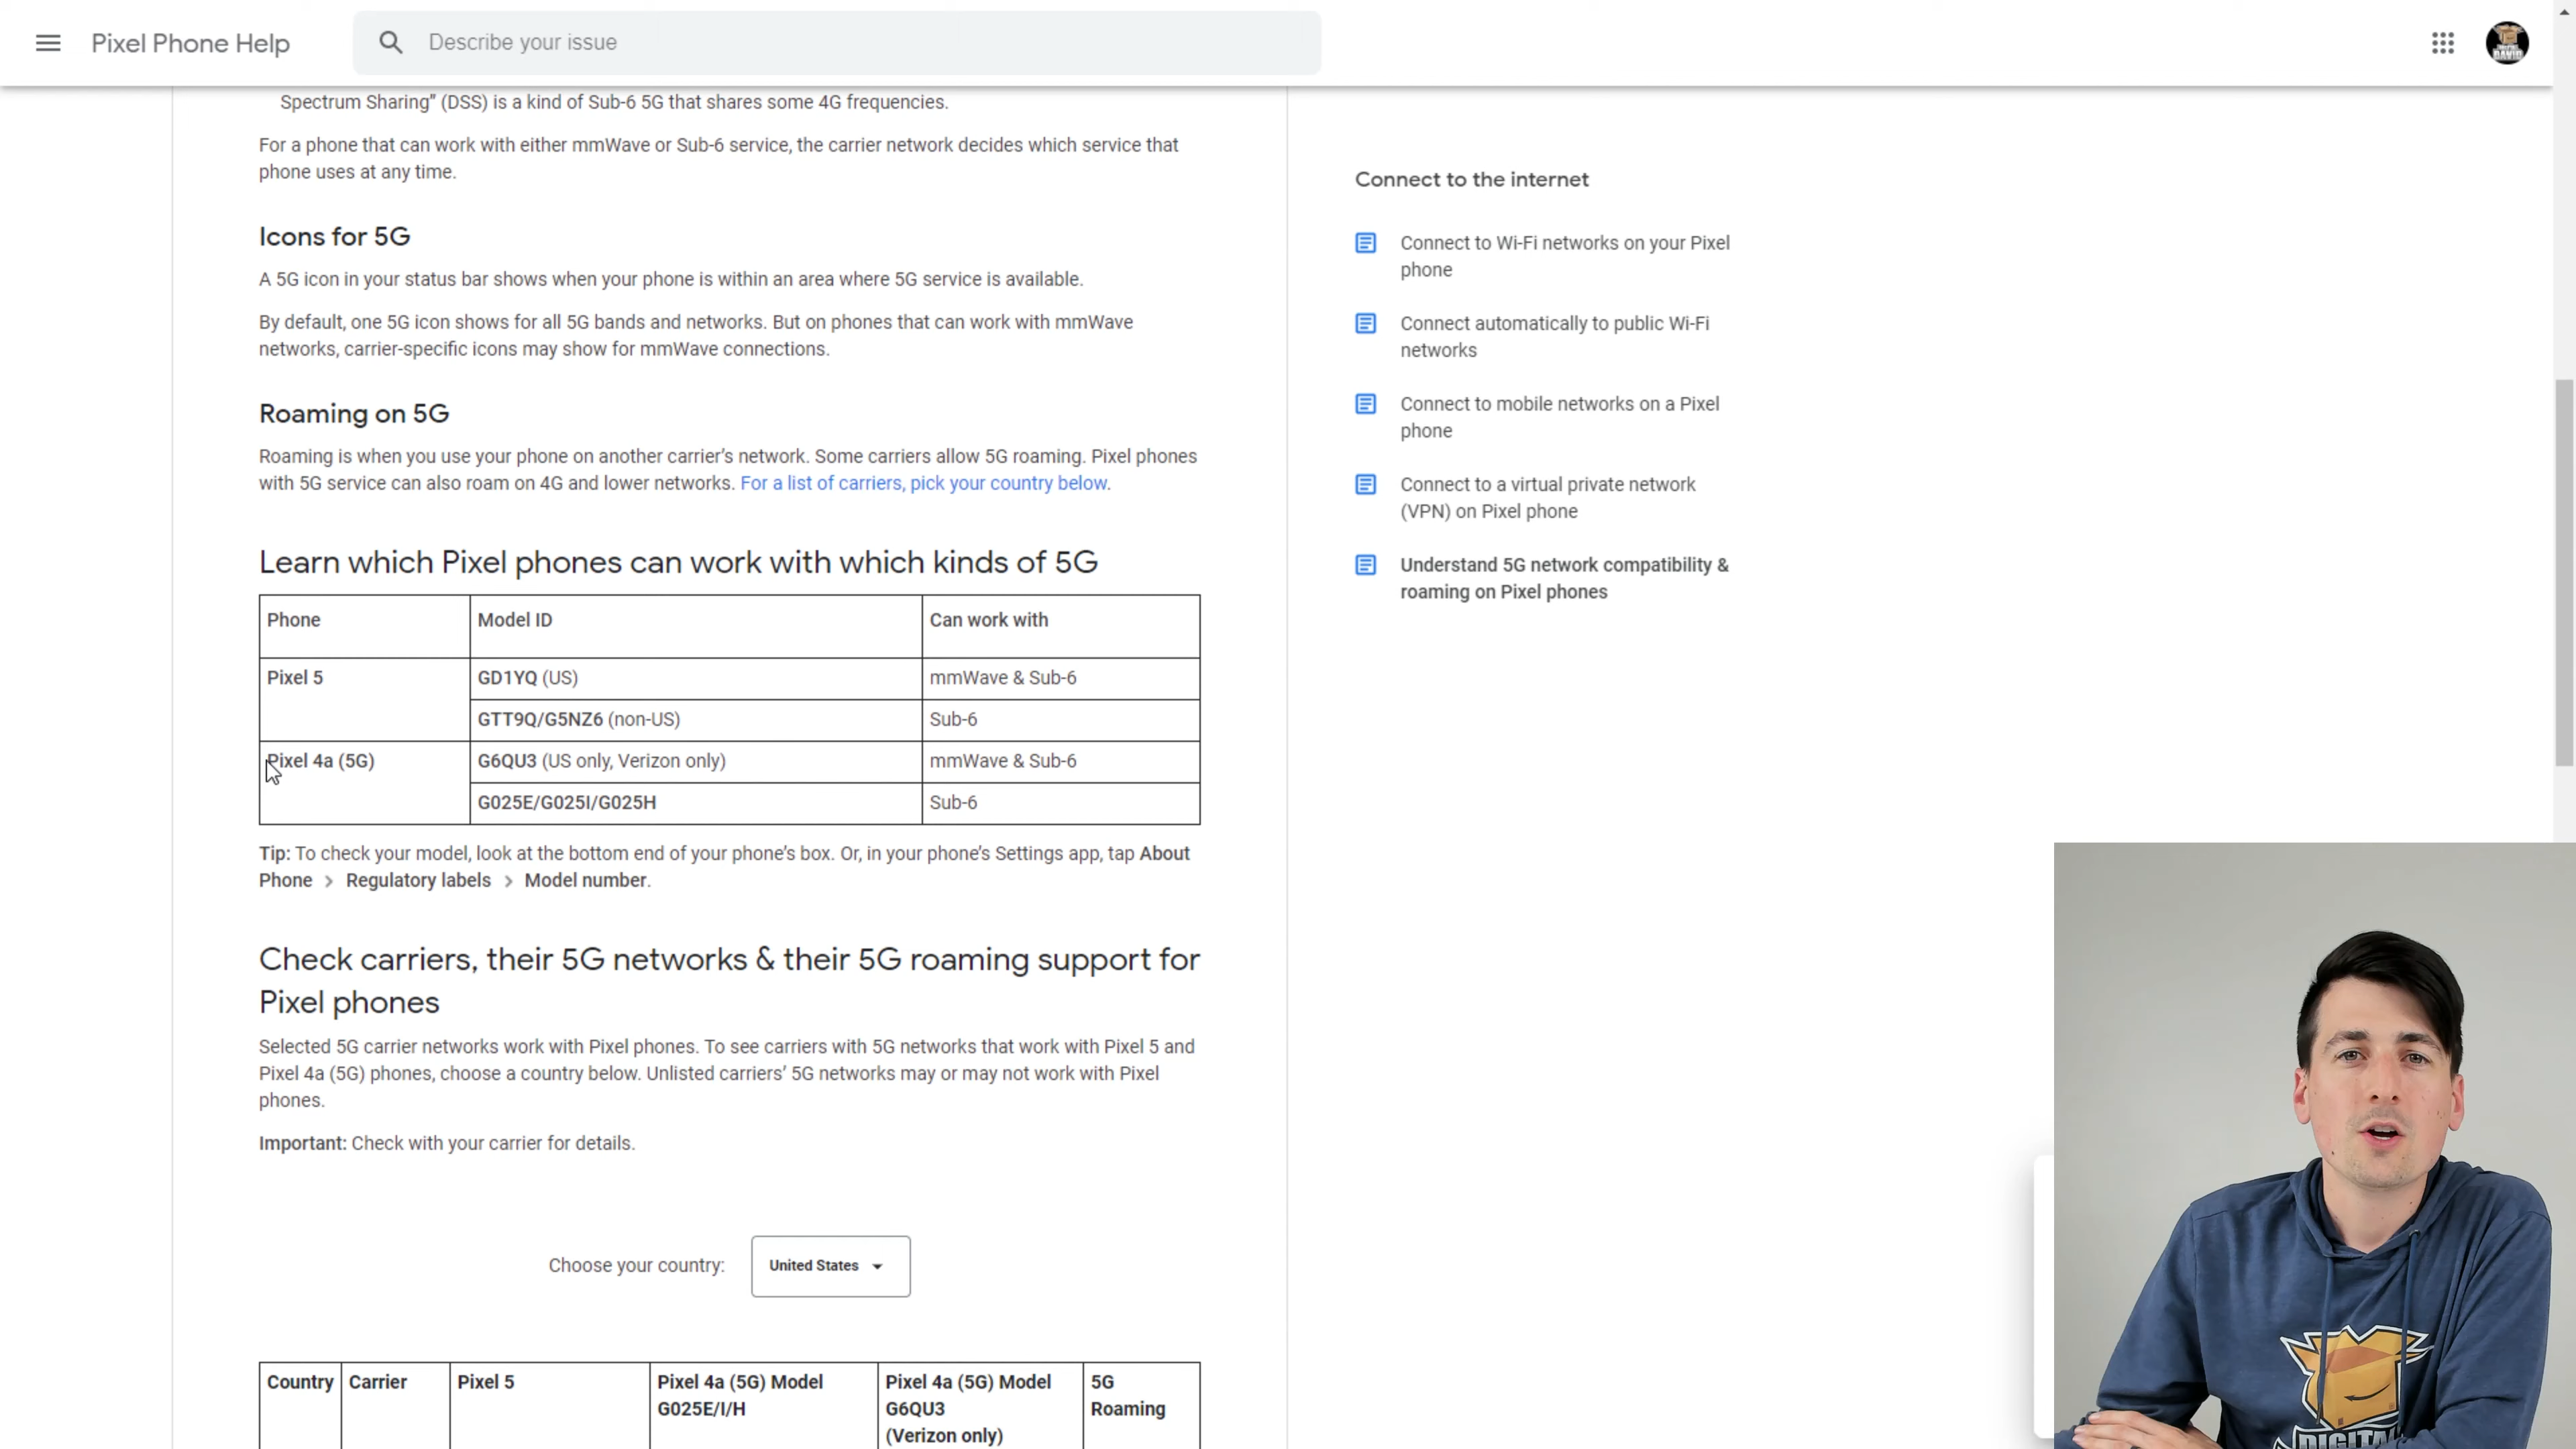 Pixel Phone Help
Describe your issue
Spectrum Sharing” (DSS) is a kind of Sub-6 5G that shares some 4G frequencies.
For a phone that can work with either mmWave or Sub-6 service, the carrier network decides which service that
phone uses at any time.
Icons for 5G
A 5G icon in your status bar shows when your phone is within an area where 5G service is available.
By default, one 5G icon shows for all 5G bands and networks. But on phones that can work with mmWave
networks, carrier-specific icons may show for mmWave connections.
Roaming on 5G
Roaming is when you use your phone on another carrier’s network. Some carriers allow 5G roaming. Pixel phones
with 5G service can also roam on 4G and lower networks. For a list of carriers, pick your country below.
Learn which Pixel phones can work with which kinds of 5G
Phone Model ID Can work with
Pixel 5 GD1YQ (US) mmWave & Sub-6
GTT9Q/G5NZ6 (non-US) Sub-6
Pixel 4a (5G) G6QU3 (US only, Verizon only) mmWave & Sub-6
G025E/G025I/G025H Sub-6
Tip: To check your model, look at the bottom end of your phone’s box. Or, in your phone’s Settings app, tap About
Phone > Regulatory labels > Model number.
Check carriers, their 5G networks & their 5G roaming support for
Pixel phones
Selected 5G carrier networks work with Pixel phones. To see carriers with 5G networks that work with Pixel 5 and
Pixel 4a (5G) phones, choose a country below. Unlisted carriers’ 5G networks may or may not work with Pixel
phones.
Important: Check with your carrier for details.
Choose your country: United States
Country Carrier Pixel 5 Pixel 4a (5G) Model Pixel 4a (5G) Model 5G
G025E/I/H G6QU3 Roaming
(Verizon only)
Connect to the internet
Connect to Wi-Fi networks on your Pixel
phone
Connect automatically to public Wi-Fi
networks
Connect to mobile networks on a Pixel
phone
Connect to a virtual private network
(VPN) on Pixel phone
Understand 5G network compatibility &
roaming on Pixel phones
DIGITAL